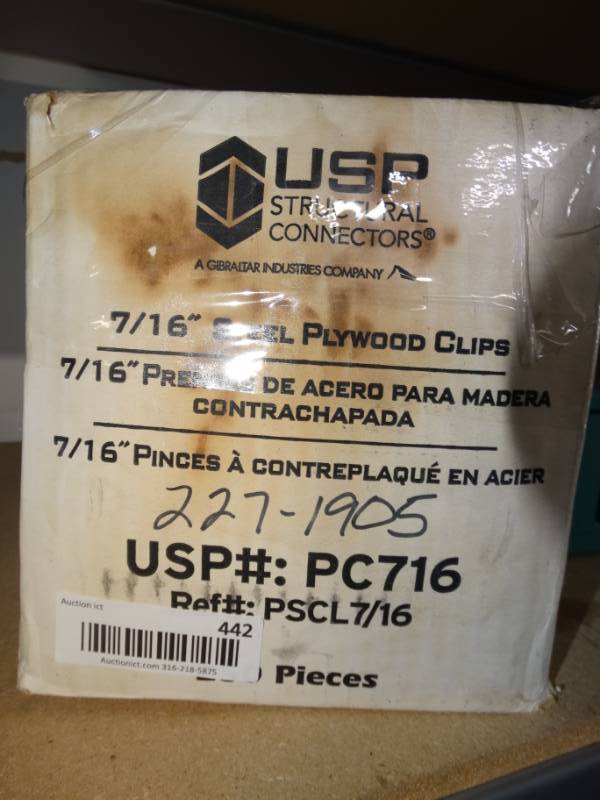 USP
STRUCTURAL
CONNECTORS®
A GIBRALTAR INDUSTRIES COMPANY
7/16" STEEL PLYWOOD CLIPS
7/16" DE ACERO PARA MADERA
CONTRACHAPADA
7/16" PINCES À CONTREPLAQUÉ EN ACIER
227-1905
USP#: PC716
Ref#: PSCL7/16
Auction ict
442
Auctionict.com 316-218-5875
Pieces